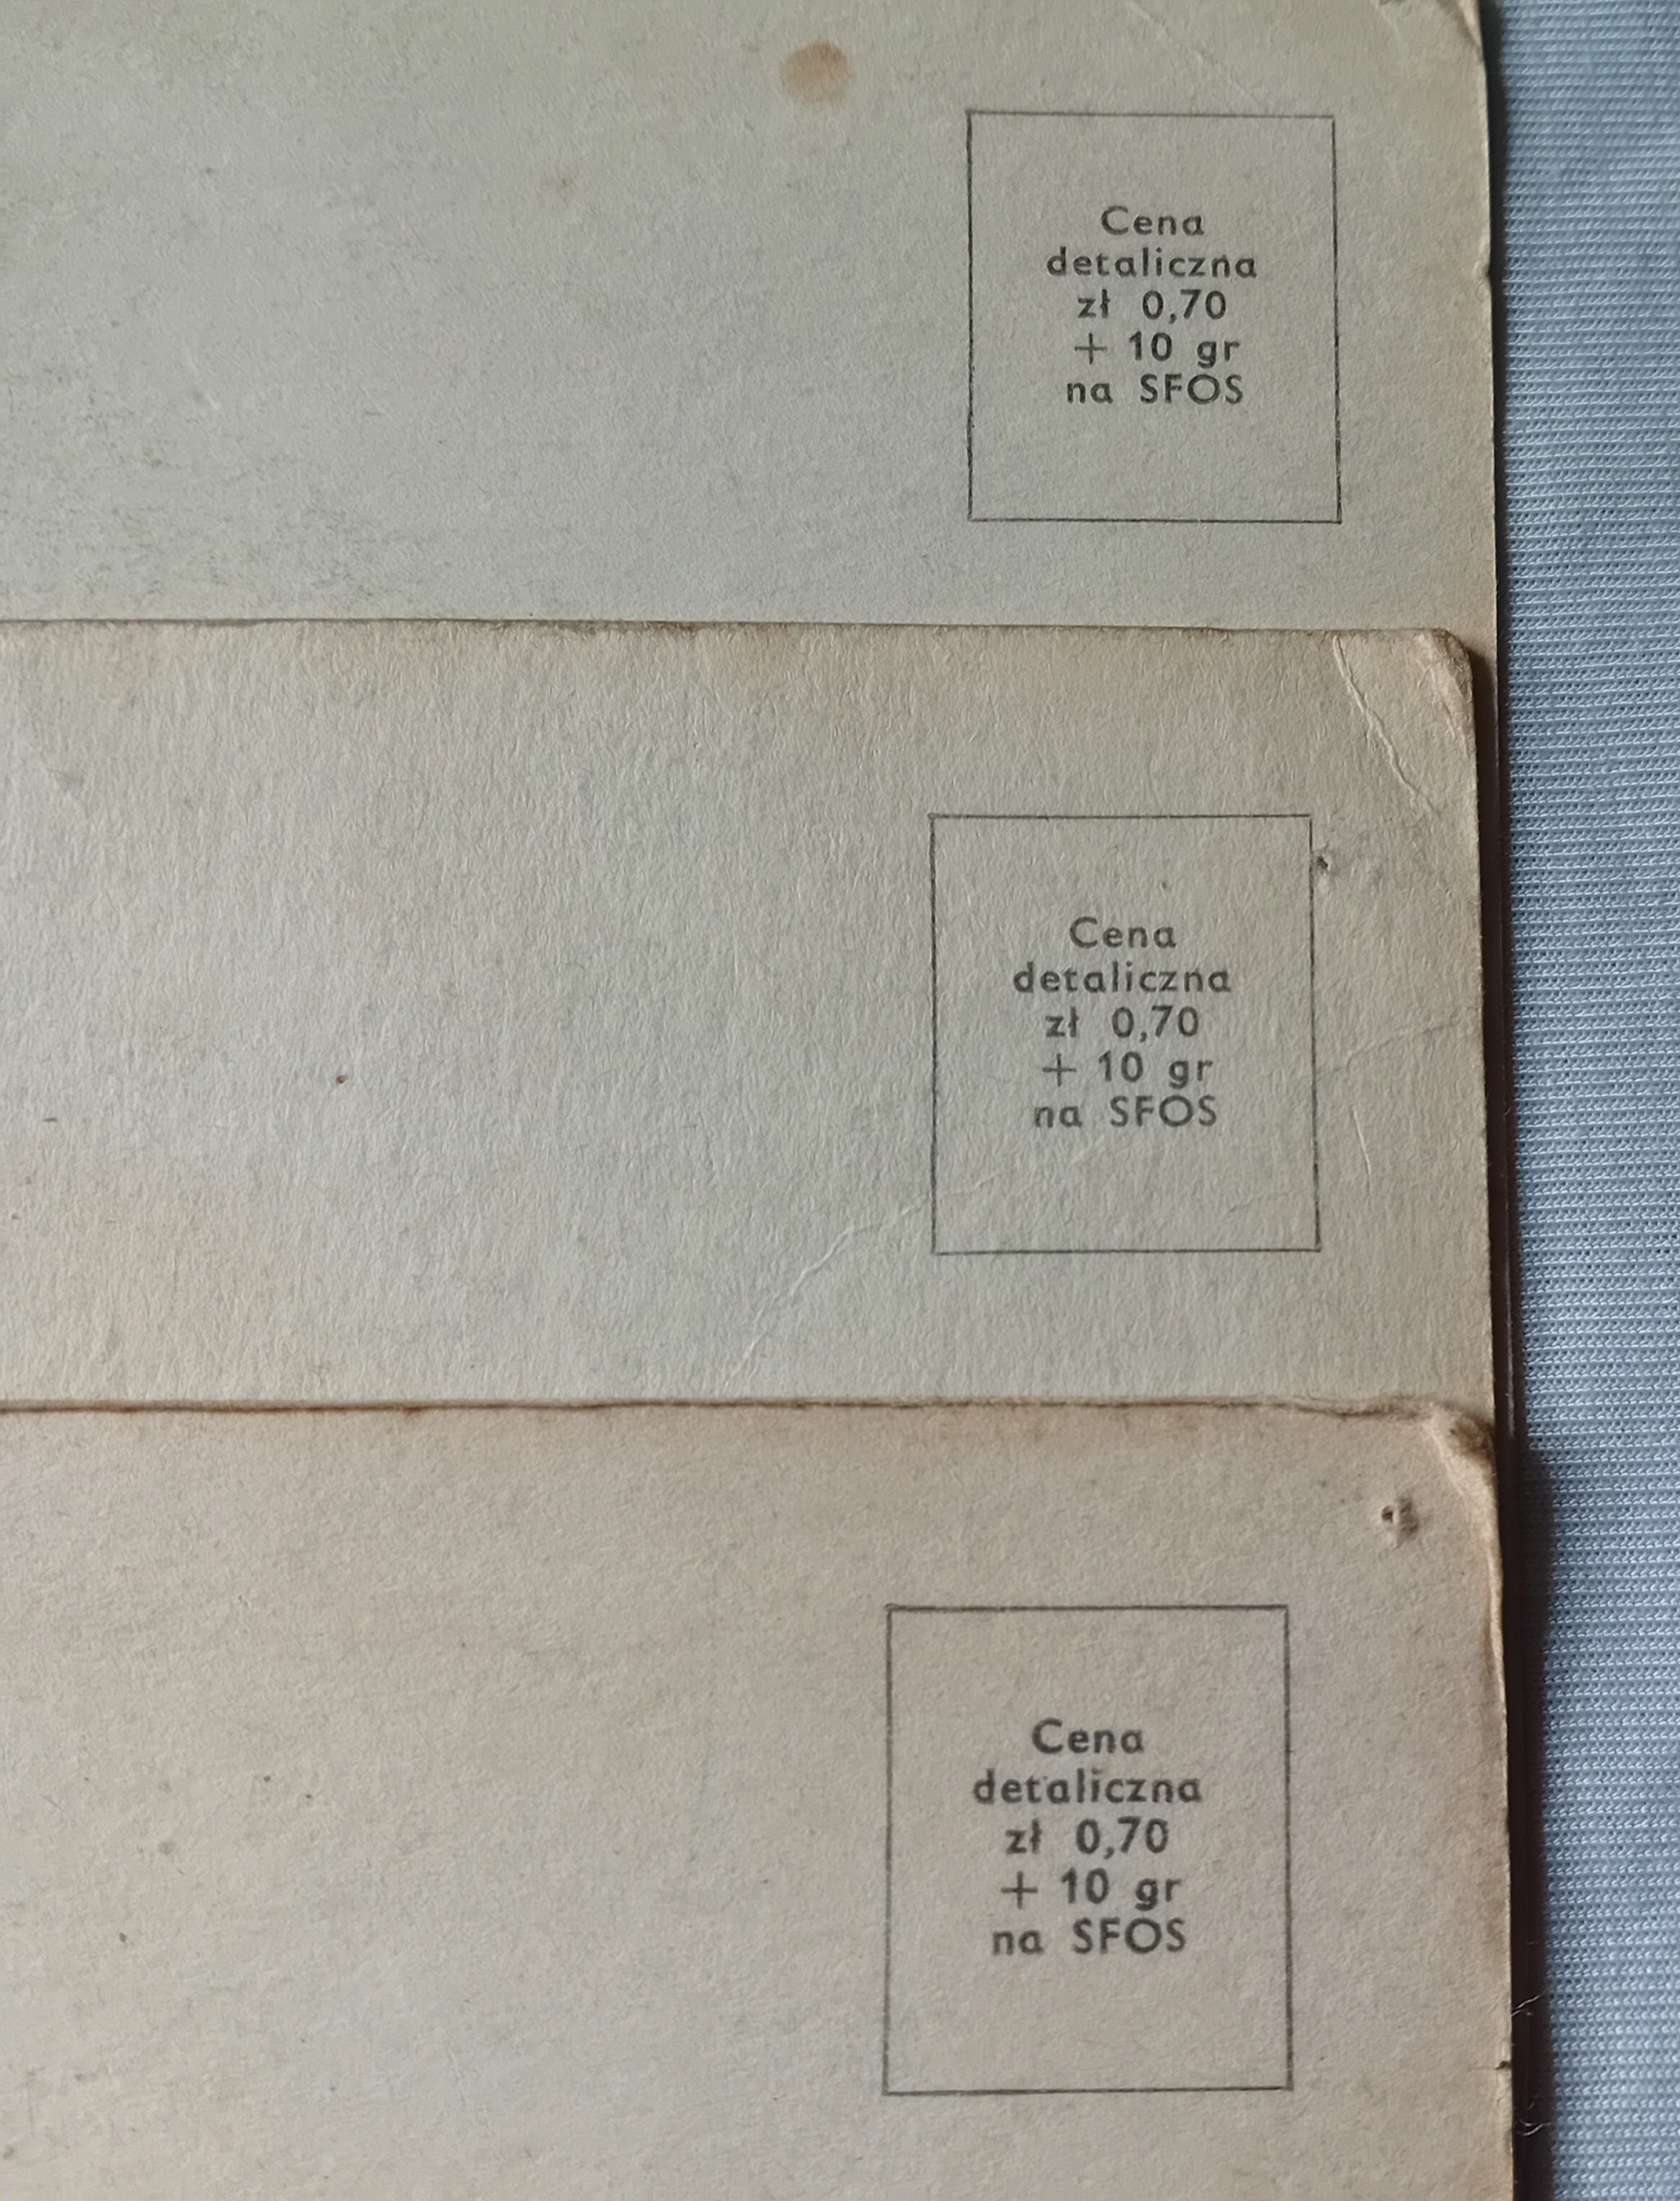 Cena
detaliczna
zł 0,70
+ 10 gr
na SFOS
Cena
detaliczna
zł 0,70
+ 10 gr
na SFOS
Cena
detaliczna
zł 0,70
+ 10 gr
na SFOS